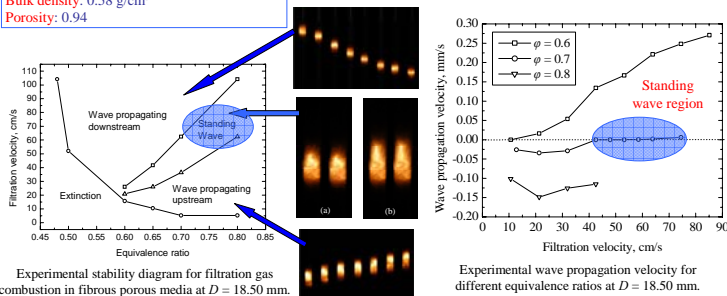 Bulk density: 0.58 g/cm
Porosity: 0.94
110
100
90
80
70
60
50
40
30
20
10
0
Filtration velocity, cm/s
Wave propagating
downstream
Standing
Wave
Extinction
Wave propagating
upstream
0.45 0.50 0.55 0.60 0.65 0.70 0.75 0.80 0.85
Equivalence ratio
Experimental stability diagram for filtration gas
combustion in fibrous porous media at D = 18.50 mm.
(a) (b)
0.30
0.25
0.20
0.15
0.10
0.05
0.00
-0.05
-0.10
-0.15
-0.20
Wave propagation velocity, mm/s
φ = 0.6
φ = 0.7
φ = 0.8
Standing
wave region
0 10 20 30 40 50 60 70 80 90
Filtration velocity, cm/s
Experimental wave propagation velocity for
different equivalence ratios at D = 18.50 mm.